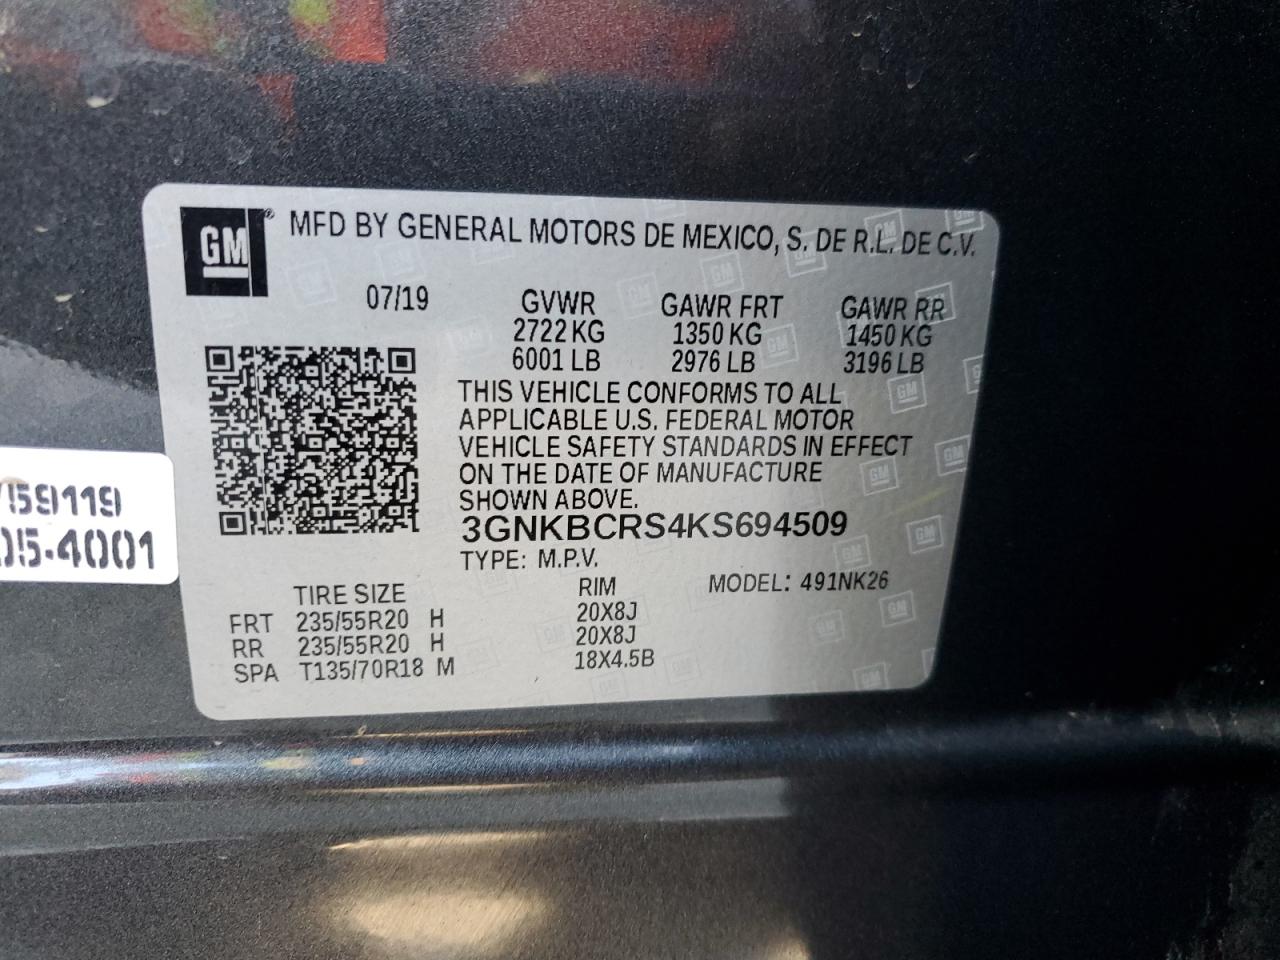 GM ® MFD BY GENERAL MOTORS DE MEXICO, S. DE R.L. DE C.V.
07/19 GVWR GAWR FRT GAWR RR
2722 KG 1350 KG 1450 KG
6001 LB 2976 LB 3196 LB
THIS VEHICLE CONFORMS TO ALL
APPLICABLE U.S. FEDERAL MOTOR
VEHICLE SAFETY STANDARDS IN EFFECT
ON THE DATE OF MANUFACTURE
SHOWN ABOVE.
3GNKBCRS4KS694509
TYPE: M.P.V.
TIRE SIZE RIM MODEL: 491NK26
FRT 235/55R20 H 20X8J
RR 235/55R20 H 20X8J
SPA T135/70R18 M 18X4.5B
59119
05-4001